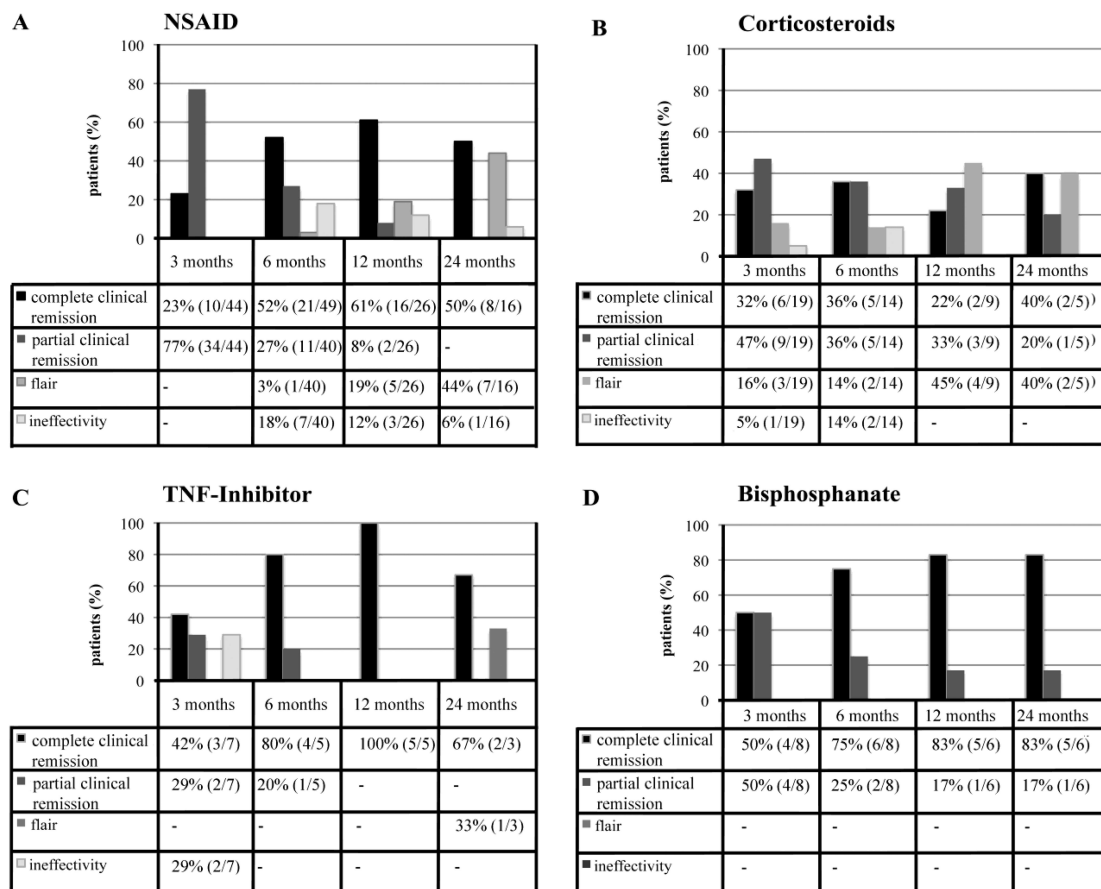 A NSAID
100
80
60
40
20
0
patients (%)
3 months 6 months 12 months 24 months
complete clinical remission 23% (10/44) 52% (21/49) 61% (16/26) 50% (8/16)
partial clinical remission 77% (34/44) 27% (11/40) 8% (2/26) -
flair - 3% (1/40) 19% (5/26) 44% (7/16)
ineffectivity - 18% (7/40) 12% (3/26) 6% (1/16)
B Corticosteroids
100
80
60
40
20
0
patients (%)
3 months 6 months 12 months 24 months
complete clinical remission 32% (6/19) 36% (5/14) 22% (2/9) 40% (2/5))
partial clinical remission 47% (9/19) 36% (5/14) 33% (3/9) 20% (1/5)
flair 16% (3/19) 14% (2/14) 45% (4/9) 40% (2/5))
ineffectivity 5% (1/19) 14% (2/14) - -
C TNF-Inhibitor
100
80
60
40
20
0
patients (%)
3 months 6 months 12 months 24 months
complete clinical remission 42% (3/7) 80% (4/5) 100% (5/5) 67% (2/3)
partial clinical remission 29% (2/7) 20% (1/5) - -
flair - - - 33% (1/3)
ineffectivity 29% (2/7) - - -
D Bisphosphanate
100
80
60
40
20
0
patients (%)
3 months 6 months 12 months 24 months
complete clinical remission 50% (4/8) 75% (6/8) 83% (5/6) 83% (5/6)
partial clinical remission 50% (4/8) 25% (2/8) 17% (1/6) 17% (1/6)
flair - - - -
ineffectivity - - - -